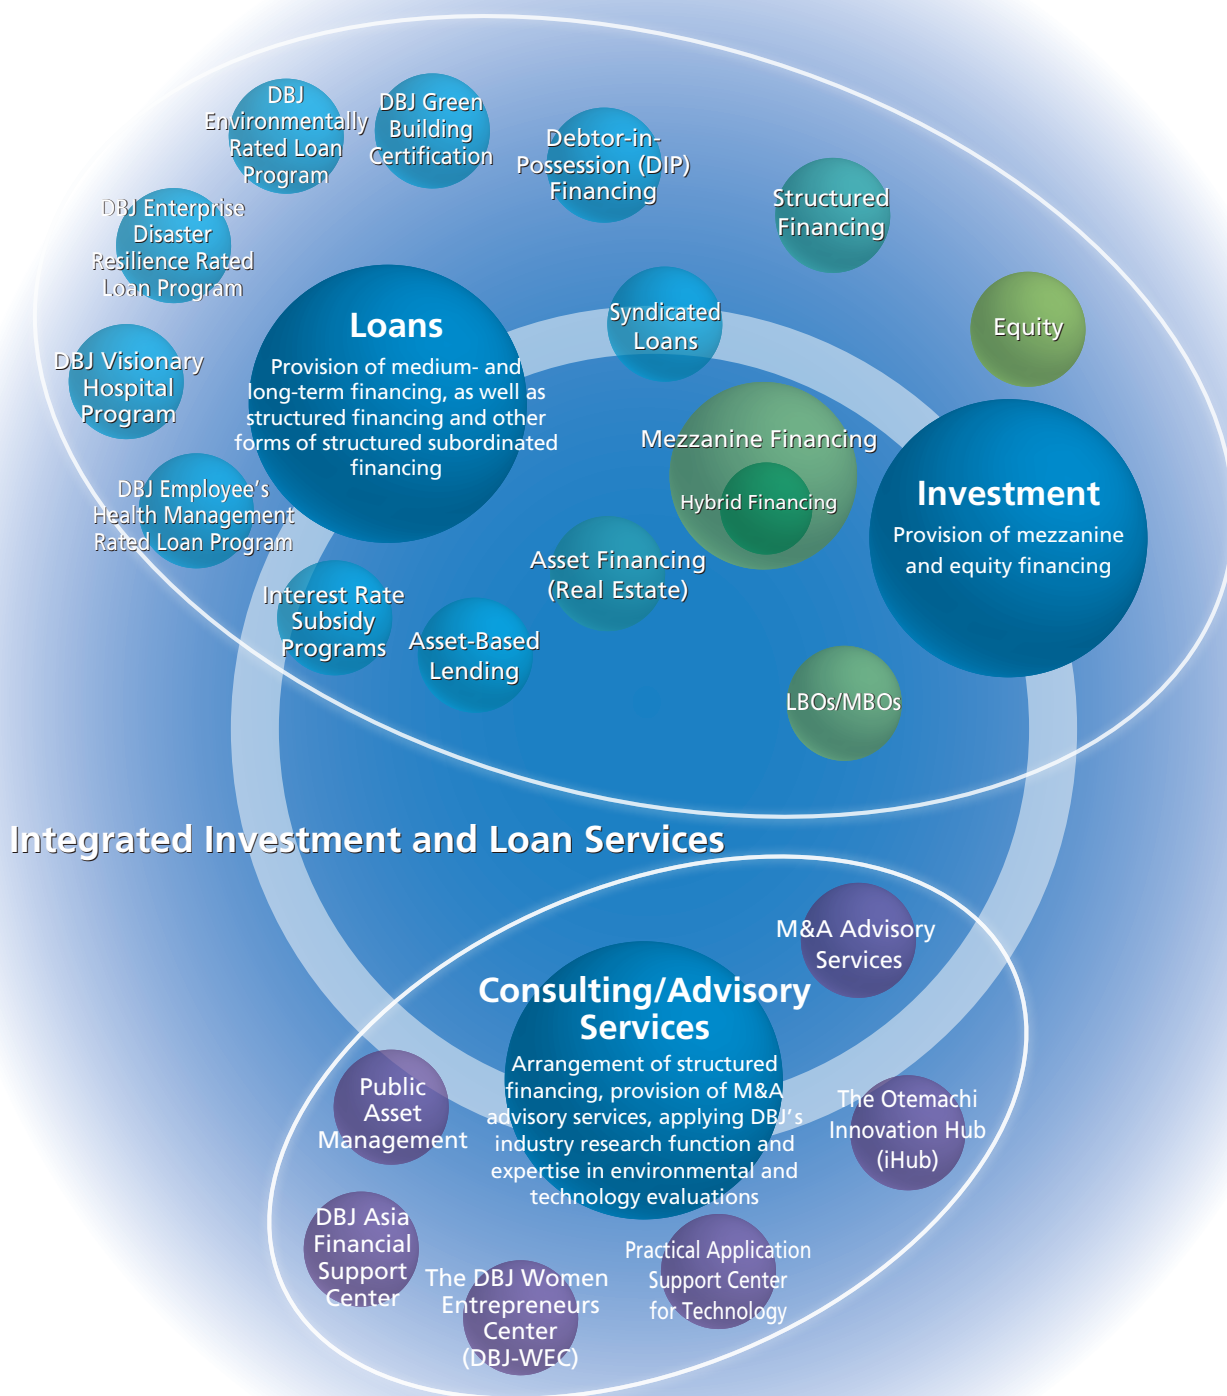 DBJ
Environmentally
Rated Loan
Program
DBJ Green
Building
Certification
Debtor-in-
Possession (DIP)
Financing
Structured
Financing
DBJ Enterprise
Disaster
Resilience Rated
Loan Program
Loans
Provision of medium- and
long-term financing, as well as
structured financing and other
forms of structured subordinated
financing
Syndicated
Loans
Equity
DBJ Visionary
Hospital
Program
Mezzanine Financing
Hybrid Financing
Investment
Provision of mezzanine
and equity financing
DBJ Employee's
Health Management
Rated Loan Program
Asset Financing
(Real Estate)
Interest Rate
Subsidy
Programs
Asset-Based
Lending
LBOs/MBOs
Integrated Investment and Loan Services
M&A Advisory
Services
Consulting/Advisory
Services
Arrangement of structured
financing, provision of M&A
advisory services, applying DBJ's
industry research function and
expertise in environmental and
technology evaluations
Public
Asset
Management
The Otemachi
Innovation Hub
(iHub)
DBJ Asia
Financial
Support
Center
The DBJ Women
Entrepreneurs
Center
(DBJ-WEC)
Practical Application
Support Center
for Technology